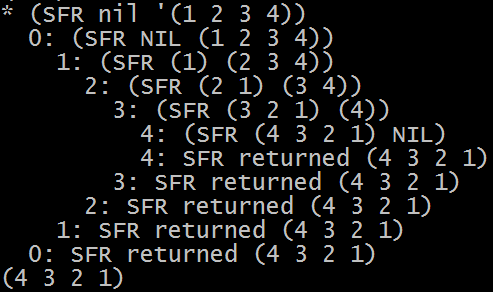 * (SFR nil '(1 2 3 4))
  0: (SFR NIL (1 2 3 4))
    1: (SFR (1) (2 3 4))
      2: (SFR (2 1) (3 4))
        3: (SFR (3 2 1) (4))
          4: (SFR (4 3 2 1) NIL)
          4: SFR returned (4 3 2 1)
        3: SFR returned (4 3 2 1)
      2: SFR returned (4 3 2 1)
    1: SFR returned (4 3 2 1)
  0: SFR returned (4 3 2 1)
(4 3 2 1)